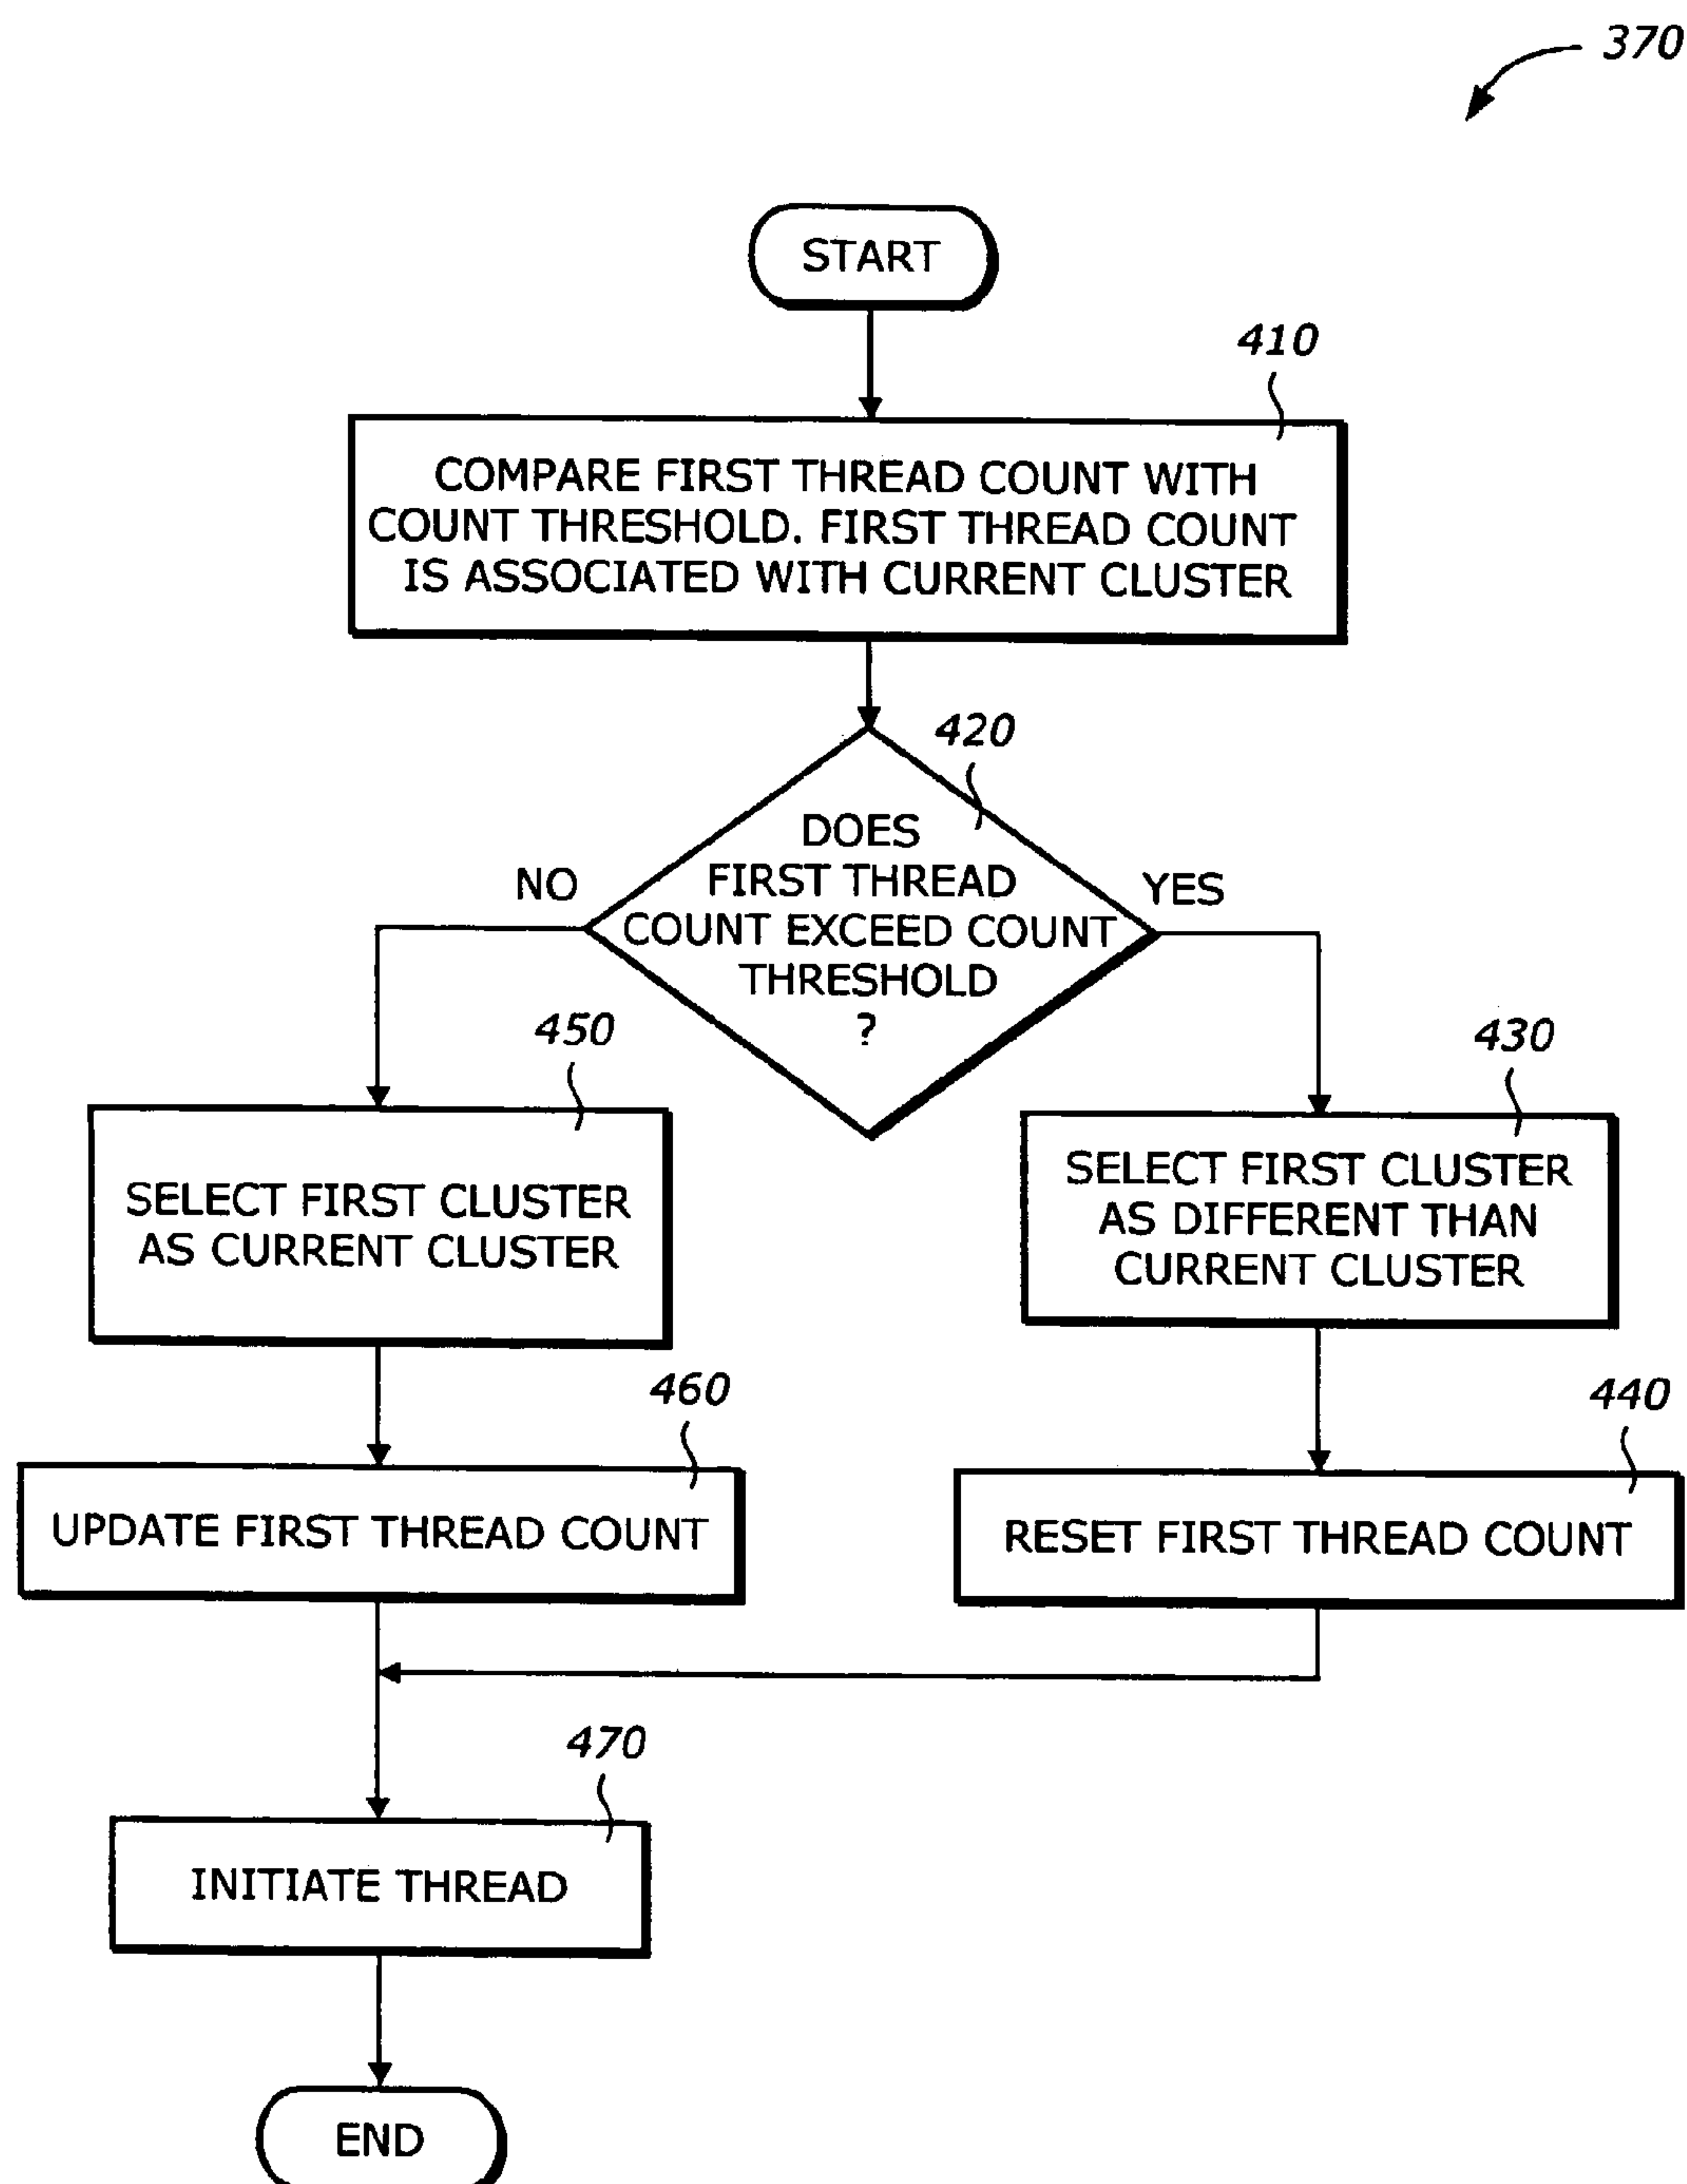 370
START
410
COMPARE FIRST THREAD COUNT WITH
COUNT THRESHOLD. FIRST THREAD COUNT
IS ASSOCIATED WITH CURRENT CLUSTER
420
DOES
FIRST THREAD
COUNT EXCEED COUNT
THRESHOLD
?
NO
YES
450
SELECT FIRST CLUSTER
AS CURRENT CLUSTER
430
SELECT FIRST CLUSTER
AS DIFFERENT THAN
CURRENT CLUSTER
460
UPDATE FIRST THREAD COUNT
440
RESET FIRST THREAD COUNT
470
INITIATE THREAD
END